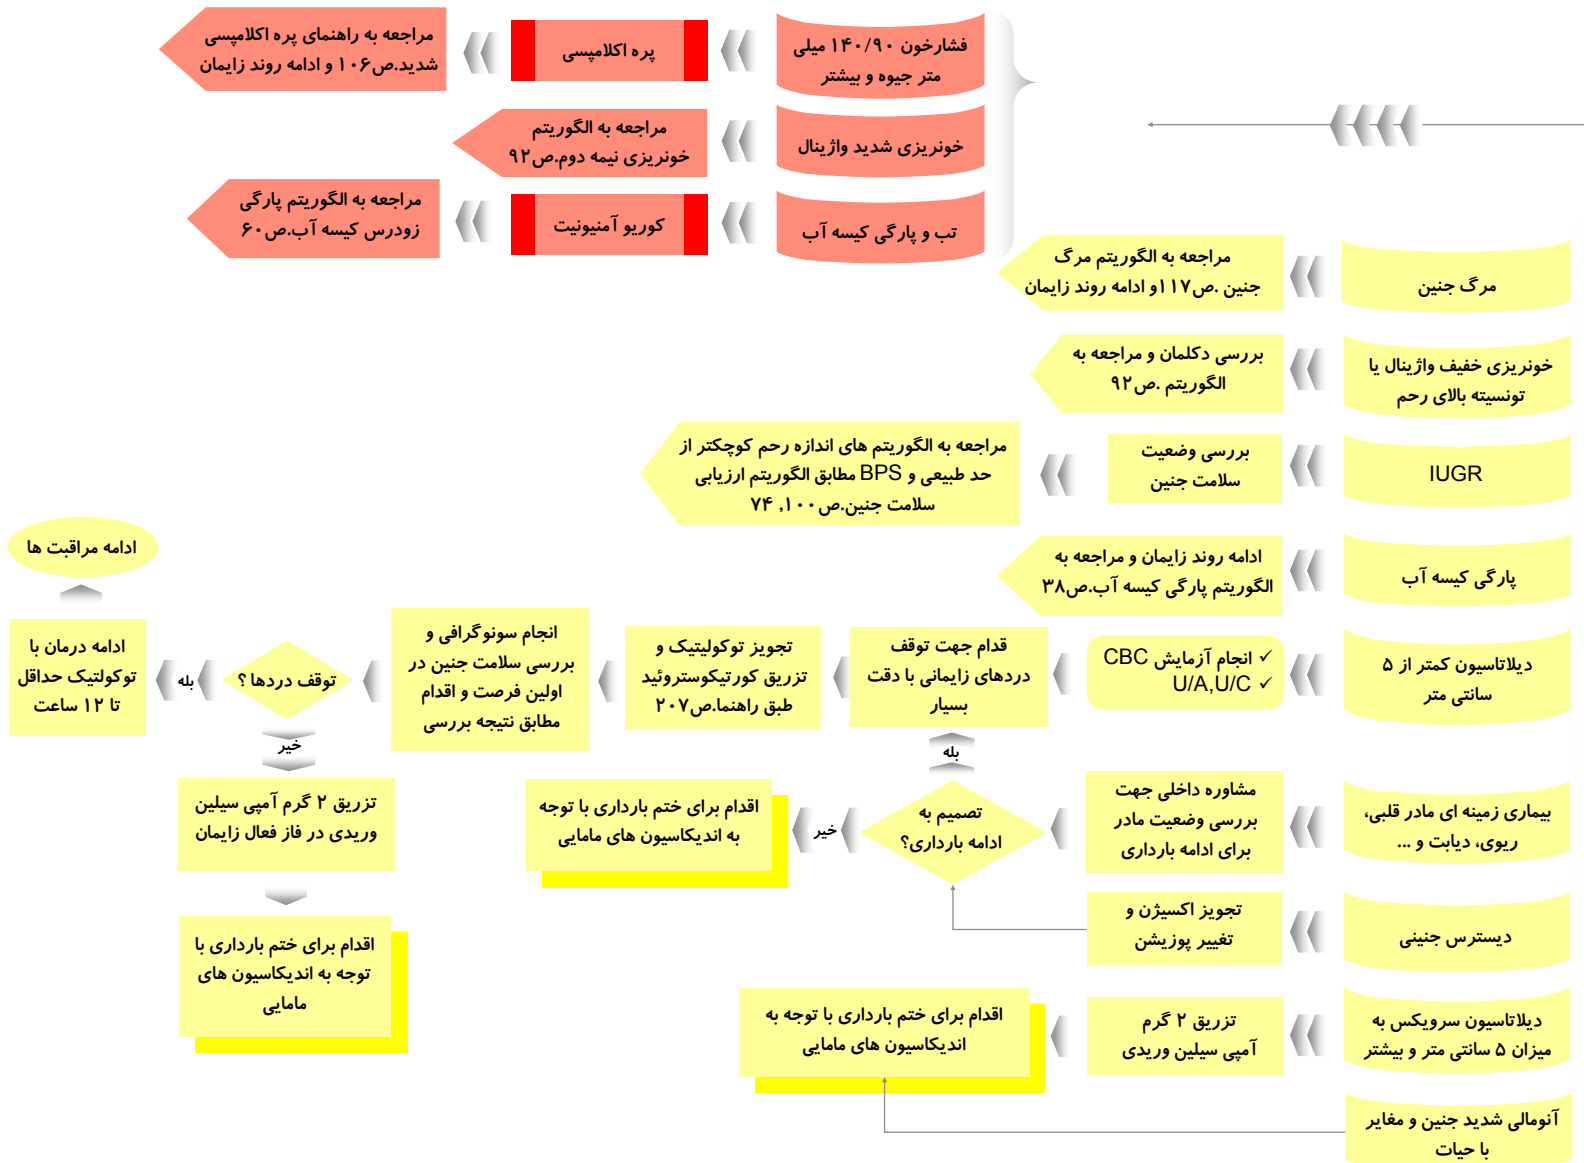 فشارخون ۱۴۰/۹۰ میلی
متر جیوه و بیشتر
پره اکلامپسی
مراجعه به راهنمای پره اکلامپسی
شدید.ص۱۰۶ و ادامه روند زایمان
خونریزی شدید واژینال
مراجعه به الگوریتم
خونریزی نیمه دوم.ص۹۲
تب و پارگی کیسه آب
کوریو آمنیونیت
مراجعه به الگوریتم پارگی
زودرس کیسه آب.ص۶۰
مرگ جنین
مراجعه به الگوریتم مرگ
جنین .ص۱۱۷و ادامه روند زایمان
خونریزی خفیف واژینال یا
تونسیته بالای رحم
بررسی دکلمان و مراجعه به
الگوریتم .ص۹۲
IUGR
بررسی وضعیت
سلامت جنین
مراجعه به الگوریتم های اندازه رحم کوچکتر از
حد طبیعی و BPS مطابق الگوریتم ارزیابی
سلامت جنین.ص۱۰۰, ۷۴
پارگی کیسه آب
ادامه روند زایمان و مراجعه به
الگوریتم پارگی کیسه آب.ص۳۸
دیلاتاسیون کمتر از ۵
سانتی متر
✓ انجام آزمایش CBC
✓ U/A,U/C
قدام جهت توقف
دردهای زایمانی با دقت
بسیار
تجویز توکولیتیک و
تزریق کورتیکوستروئید
طبق راهنما.ص۲۰۷
انجام سونوگرافی و
بررسی سلامت جنین در
اولین فرصت و اقدام
مطابق نتیجه بررسی
توقف دردها ؟
بله
ادامه درمان با
توکولتیک حداقل
تا ۱۲ ساعت
ادامه مراقبت ها
خیر
تزریق ۲ گرم آمپی سیلین
وریدی در فاز فعال زایمان
اقدام برای ختم بارداری با
توجه به اندیکاسیون های
مامایی
بیماری زمینه ای مادر قلبی،
ریوی، دیابت و ...
مشاوره داخلی جهت
بررسی وضعیت مادر
برای ادامه بارداری
تصمیم به
ادامه بارداری؟
بله
خیر
اقدام برای ختم بارداری با توجه
به اندیکاسیون های مامایی
دیسترس جنینی
تجویز اکسیژن و
تغییر پوزیشن
دیلاتاسیون سرویکس به
میزان ۵ سانتی متر و بیشتر
تزریق ۲ گرم
آمپی سیلین وریدی
اقدام برای ختم بارداری با توجه به
اندیکاسیون های مامایی
آنومالی شدید جنین و مغایر
با حیات